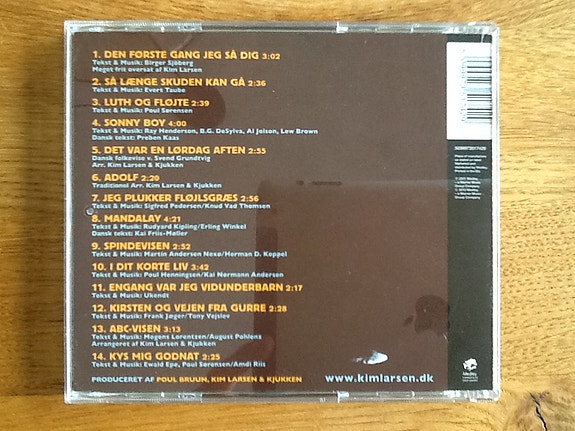 1. DEN FØRSTE GANG JEG SÅ DIG 3:02
Tekst & Musik: Birger Sjöberg
Meget frit oversat af Kim Larsen
2. SÅ LÆNGE SKUDEN KAN GÅ 2:36
Tekst & Musik: Evert Taube
3. LUTH OG FLØJTE 2:39
Tekst & Musik: Poul Sørensen
4. SONNY BOY 4:00
Tekst & Musik: Ray Henderson, B.G. DeSylva, Al Jolson, Lew Brown
Dansk tekst: Preben Kaas
5. DET VAR EN LØRDAG AFTEN 2:55
Dansk folkevise v. Svend Grundtvig
Arr. Kim Larsen & Kjukken
6. ADOLF 2:20
Traditionel Arr. Kim Larsen & Kjukken
7. JEG PLUKKER FLØJLSGRÆS 2:56
Tekst & Musik: Sigfred Pedersen/Knud Vad Thomsen
8. MANDALAY 4:21
Tekst & Musik: Rudyard Kipling/Erling Winkel
Dansk tekst: Kai Friis-Møller
9. SPINDEVISEN 2:52
Tekst & Musik: Martin Andersen Nexø/Herman D. Koppel
10. I DIT KORTE LIV 3:42
Tekst & Musik: Poul Henningsen/Kai Normann Andersen
11. ENGANG VAR JEG VIDUNDERBARN 2:17
Tekst & Musik: Ukendt
12. KIRSTEN OG VEJEN FRA GURRE 2:28
Tekst & Musik: Frank Jæger/Tony Vejslev
13. ABC-VISEN 3:13
Tekst & Musik: Mogens Lorentzen/August Pohlenz
Arrangeret af Kim Larsen & Kjukken
14. KYS MIG GODNAT 2:25
Tekst & Musik: Ewald Epe, Poul Sørensen/Amdi Riis
PRODUCERET AF POUL BRUUN, KIM LARSEN & KJUKKEN
www.kimlarsen.dk